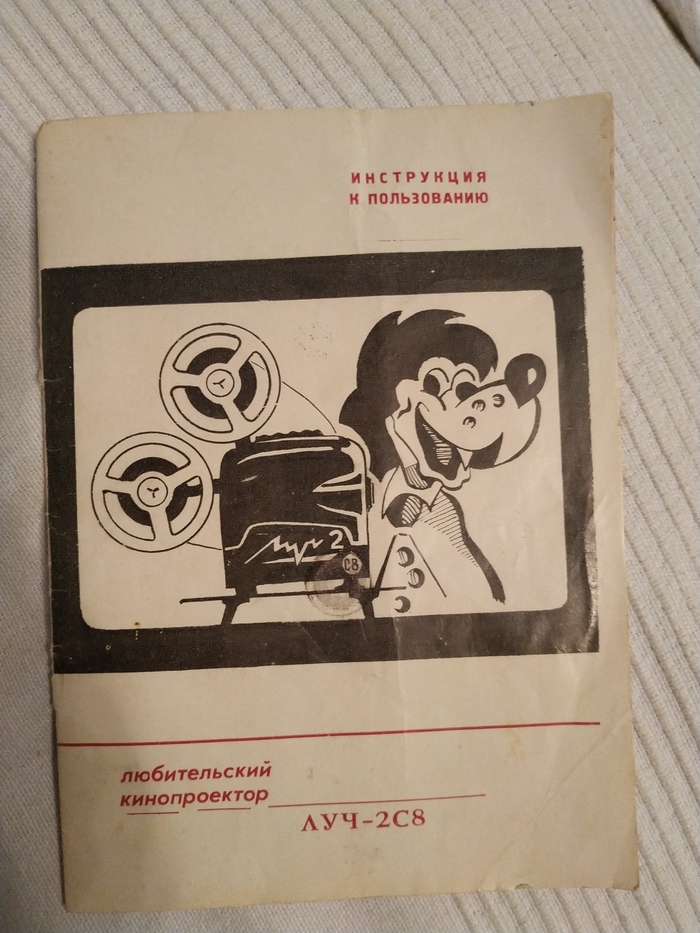 ИНСТРУКЦИЯ
К ПОЛЬЗОВАНИЮ
Луч 2
С8
любительский
кинопроектор
ЛУЧ-2С8